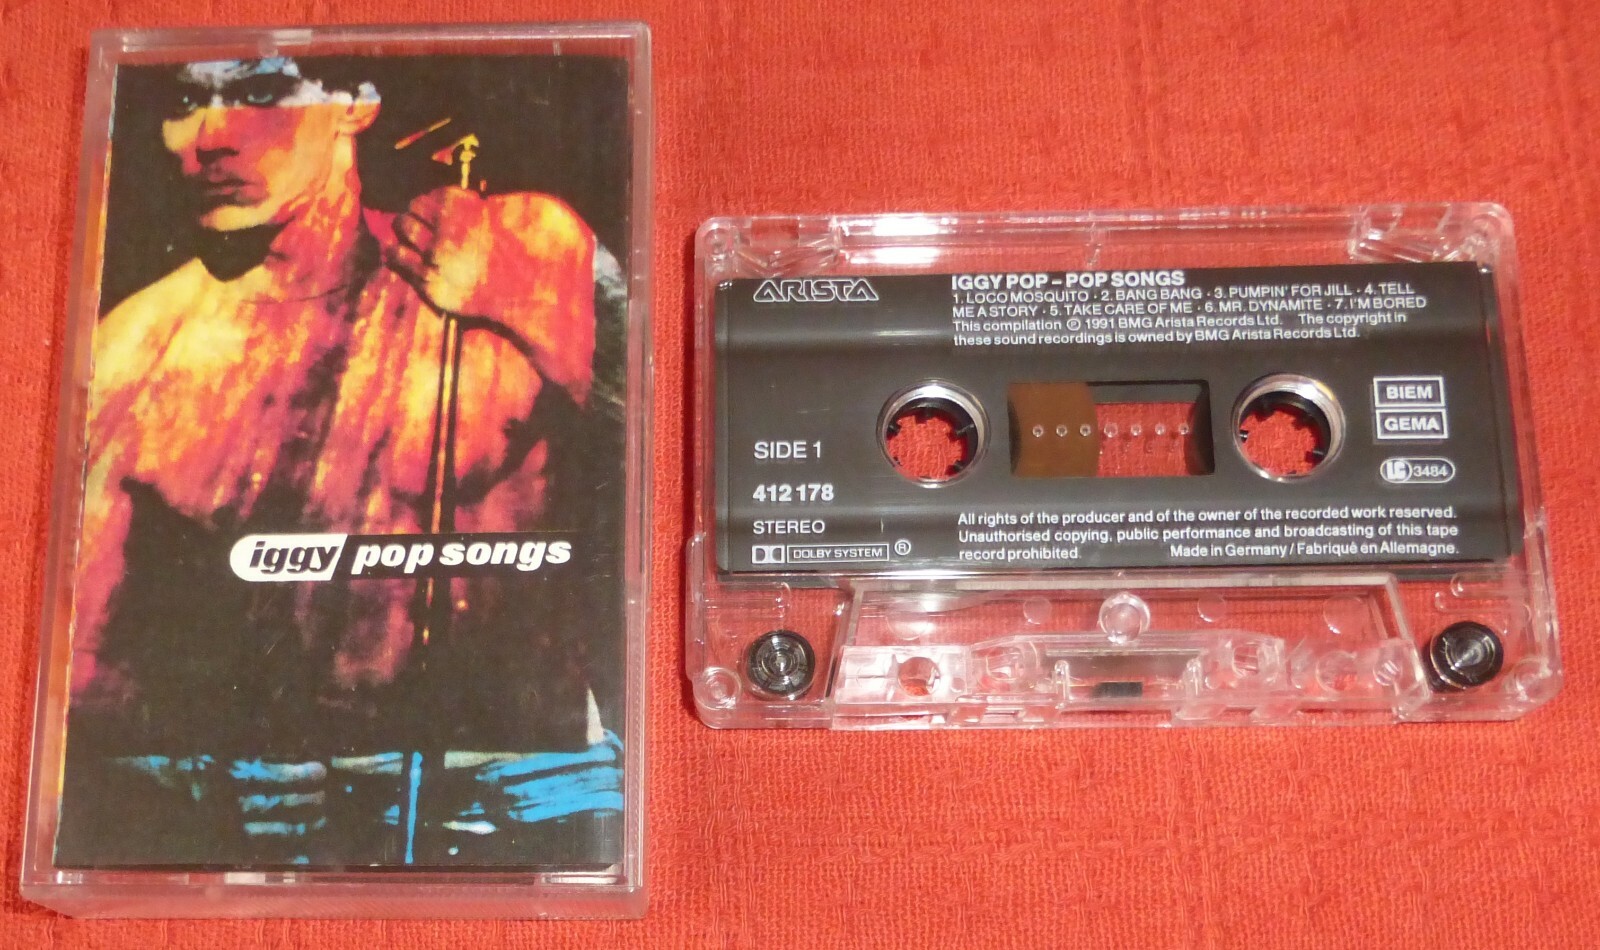 iggy pop songs
ARISTA
IGGY POP – POP SONGS
1. LOCO MOSQUITO · 2. BANG BANG · 3. PUMPIN' FOR JILL · 4. TELL
ME A STORY · 5. TAKE CARE OF ME · 6. MR. DYNAMITE · 7. I'M BORED
This compilation ℗ 1991 BMG Arista Records Ltd. The copyright in
these sound recordings is owned by BMG Arista Records Ltd.
BIEM
GEMA
SIDE 1
LC 3484
412 178
STEREO
DOLBY SYSTEM ®
All rights of the producer and of the owner of the recorded work reserved.
Unauthorised copying, public performance and broadcasting of this tape
record prohibited. Made in Germany / Fabriqué en Allemagne.